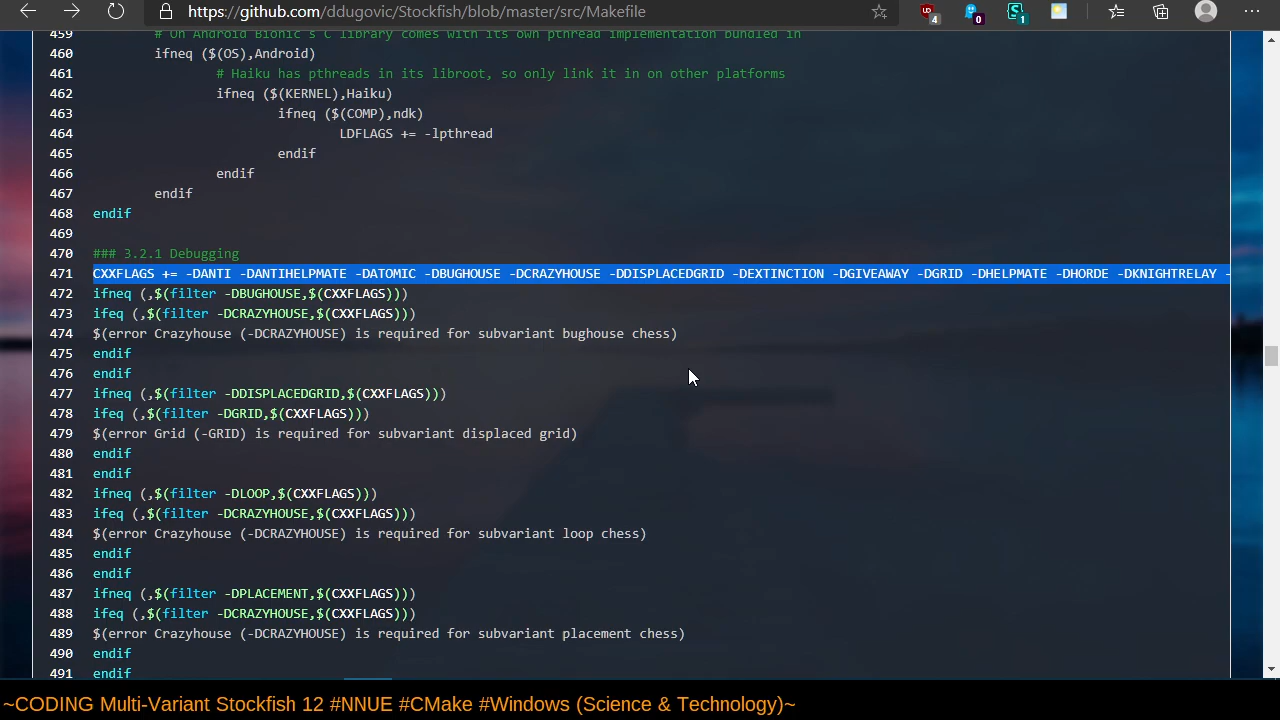 https://github.com/ddugovic/Stockfish/blob/master/src/Makefile
4 0 1
459 # On Android Bionic's C library comes with its own pthread implementation bundled in
460 ifneq ($(OS),Android)
461 # Haiku has pthreads in its libroot, so only link it in on other platforms
462 ifneq ($(KERNEL),Haiku)
463 ifneq ($(COMP),ndk)
464 LDFLAGS += -lpthread
465 endif
466 endif
467 endif
468 endif
469
470 ### 3.2.1 Debugging
471 CXXFLAGS += -DANTI -DANTIHELPMATE -DATOMIC -DBUGHOUSE -DCRAZYHOUSE -DDISPLACEDGRID -DEXTINCTION -DGIVEAWAY -DGRID -DHELPMATE -DHORDE -DKNIGHTRELAY -
472 ifneq (,$(filter -DBUGHOUSE,$(CXXFLAGS)))
473 ifeq (,$(filter -DCRAZYHOUSE,$(CXXFLAGS)))
474 $(error Crazyhouse (-DCRAZYHOUSE) is required for subvariant bughouse chess)
475 endif
476 endif
477 ifneq (,$(filter -DDISPLACEDGRID,$(CXXFLAGS)))
478 ifeq (,$(filter -DGRID,$(CXXFLAGS)))
479 $(error Grid (-GRID) is required for subvariant displaced grid)
480 endif
481 endif
482 ifneq (,$(filter -DLOOP,$(CXXFLAGS)))
483 ifeq (,$(filter -DCRAZYHOUSE,$(CXXFLAGS)))
484 $(error Crazyhouse (-DCRAZYHOUSE) is required for subvariant loop chess)
485 endif
486 endif
487 ifneq (,$(filter -DPLACEMENT,$(CXXFLAGS)))
488 ifeq (,$(filter -DCRAZYHOUSE,$(CXXFLAGS)))
489 $(error Crazyhouse (-DCRAZYHOUSE) is required for subvariant placement chess)
490 endif
491 endif
~CODING Multi-Variant Stockfish 12 #NNUE #CMake #Windows (Science & Technology)~